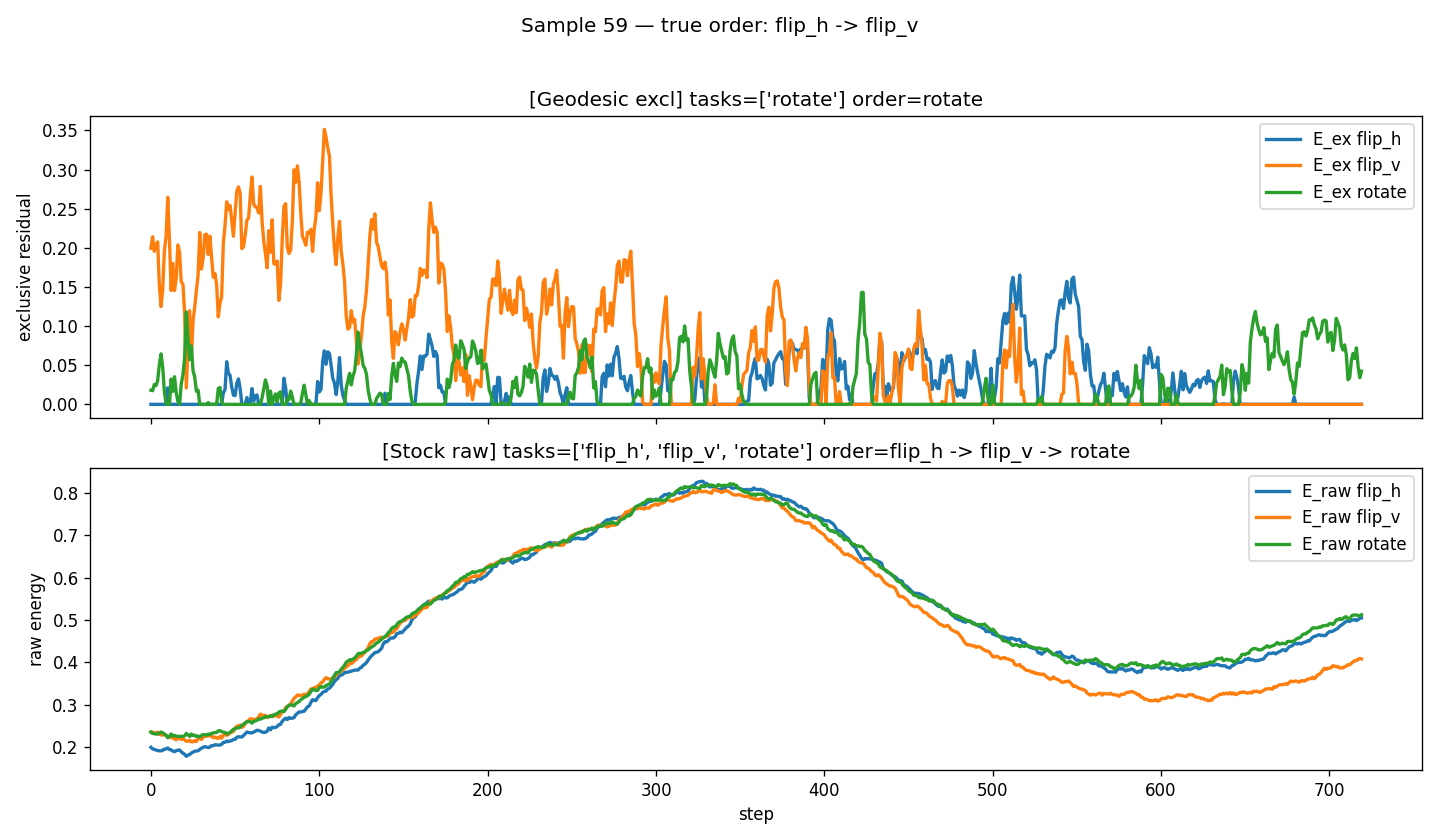 Sample 59 — true order: flip_h -> flip_v
[Geodesic excl] tasks=['rotate'] order=rotate
exclusive residual
0.35
0.30
0.25
0.20
0.15
0.10
0.05
0.00
E_ex flip_h
E_ex flip_v
E_ex rotate
[Stock raw] tasks=['flip_h', 'flip_v', 'rotate'] order=flip_h -> flip_v -> rotate
raw energy
0.8
0.7
0.6
0.5
0.4
0.3
0.2
E_raw flip_h
E_raw flip_v
E_raw rotate
0 100 200 300 400 500 600 700
step